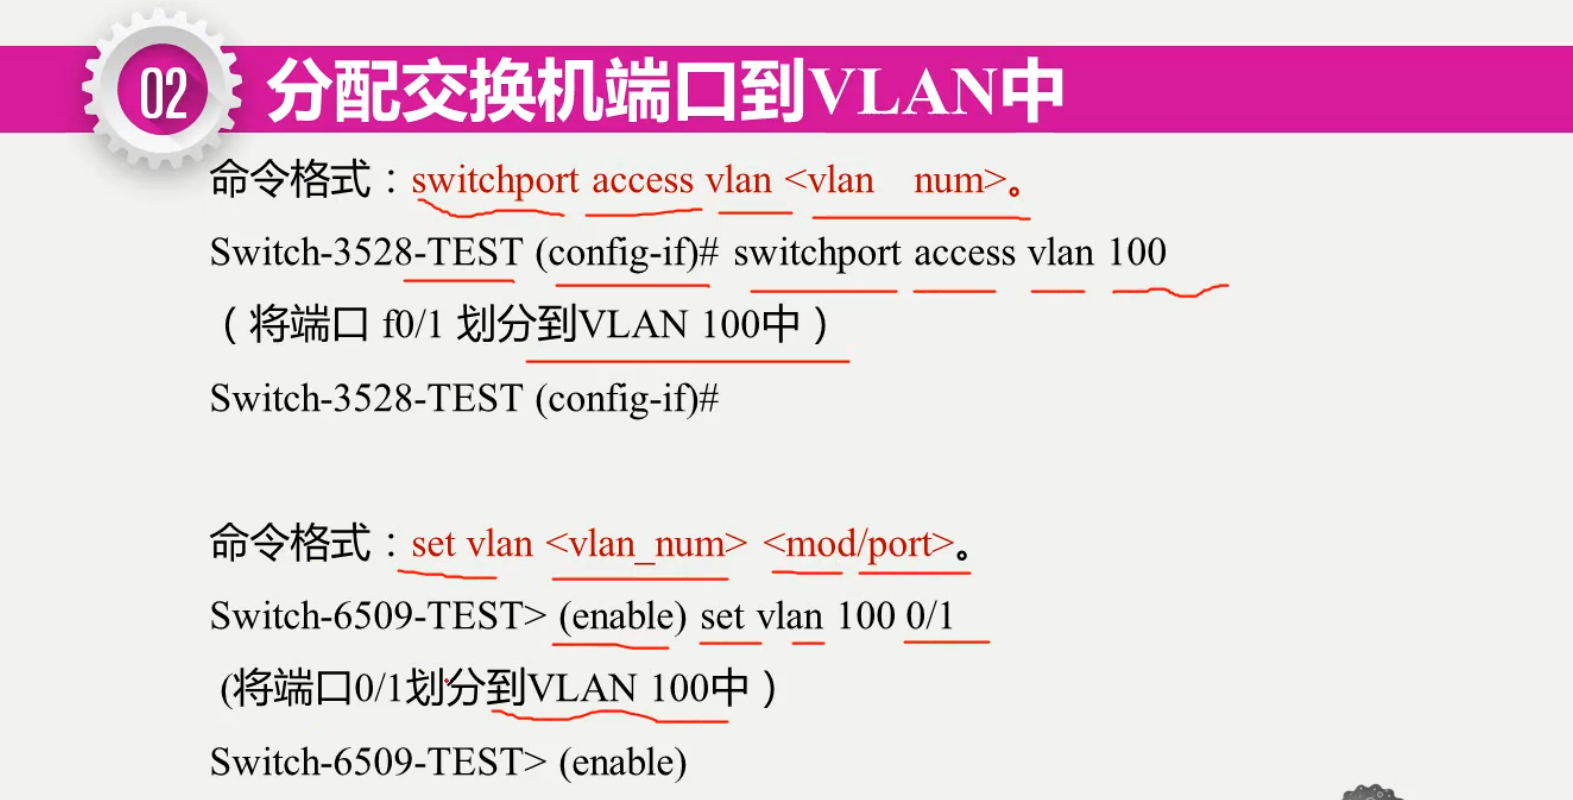 02
分配交换机端口到VLAN中
命令格式：switchport access vlan <vlan num>。
Switch-3528-TEST (config-if)# switchport access vlan 100
（将端口 f0/1 划分到VLAN 100中）
Switch-3528-TEST (config-if)#
命令格式：set vlan <vlan_num> <mod/port>。
Switch-6509-TEST> (enable) set vlan 100 0/1
(将端口0/1划分到VLAN 100中）
Switch-6509-TEST> (enable)